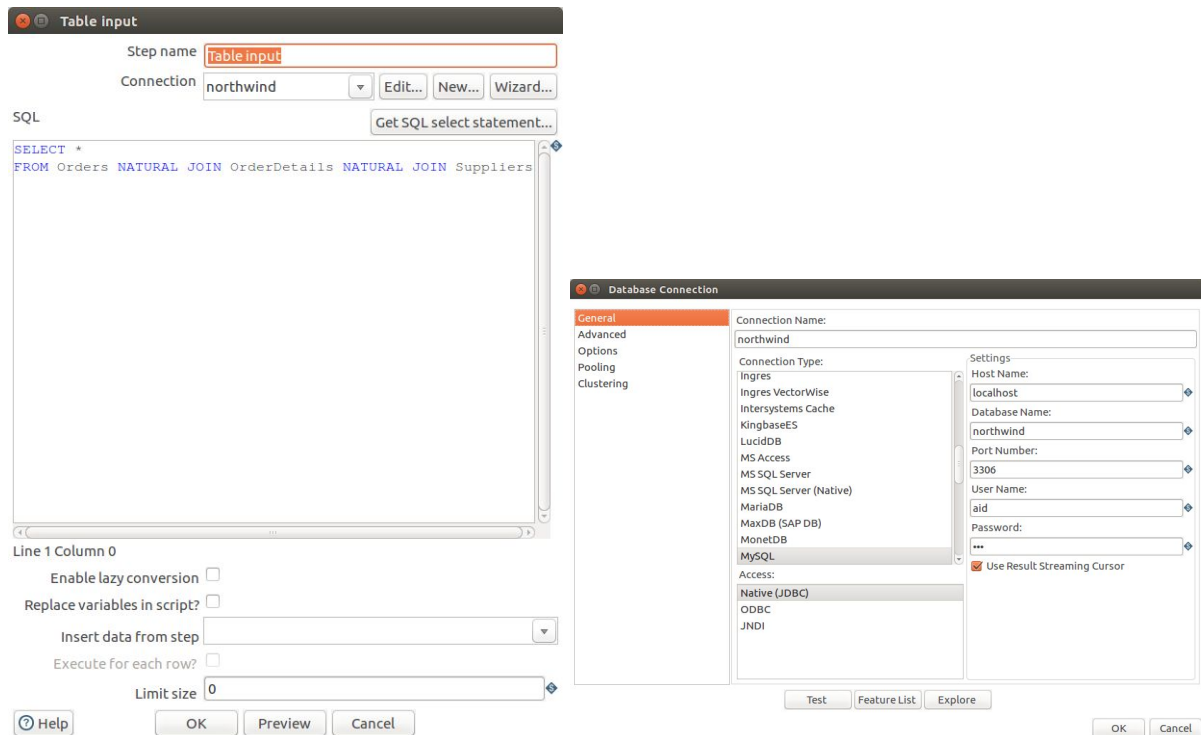 Table input
Step name Table input
Connection northwind Edit... New... Wizard...
SQL Get SQL select statement...
SELECT *
FROM Orders NATURAL JOIN OrderDetails NATURAL JOIN Suppliers
Line 1 Column 0
Enable lazy conversion
Replace variables in script?
Insert data from step
Execute for each row?
Limit size 0
Help OK Preview Cancel
Database Connection
General
Advanced
Options
Pooling
Clustering
Connection Name:
northwind
Connection Type:
Ingres
Ingres VectorWise
Intersystems Cache
KingbaseES
LucidDB
MS Access
MS SQL Server
MS SQL Server (Native)
MariaDB
MaxDB (SAP DB)
MonetDB
MySQL
Access:
Native (JDBC)
ODBC
JNDI
Settings
Host Name:
localhost
Database Name:
northwind
Port Number:
3306
User Name:
aid
Password:
•••
Use Result Streaming Cursor
Test Feature List Explore
OK Cancel